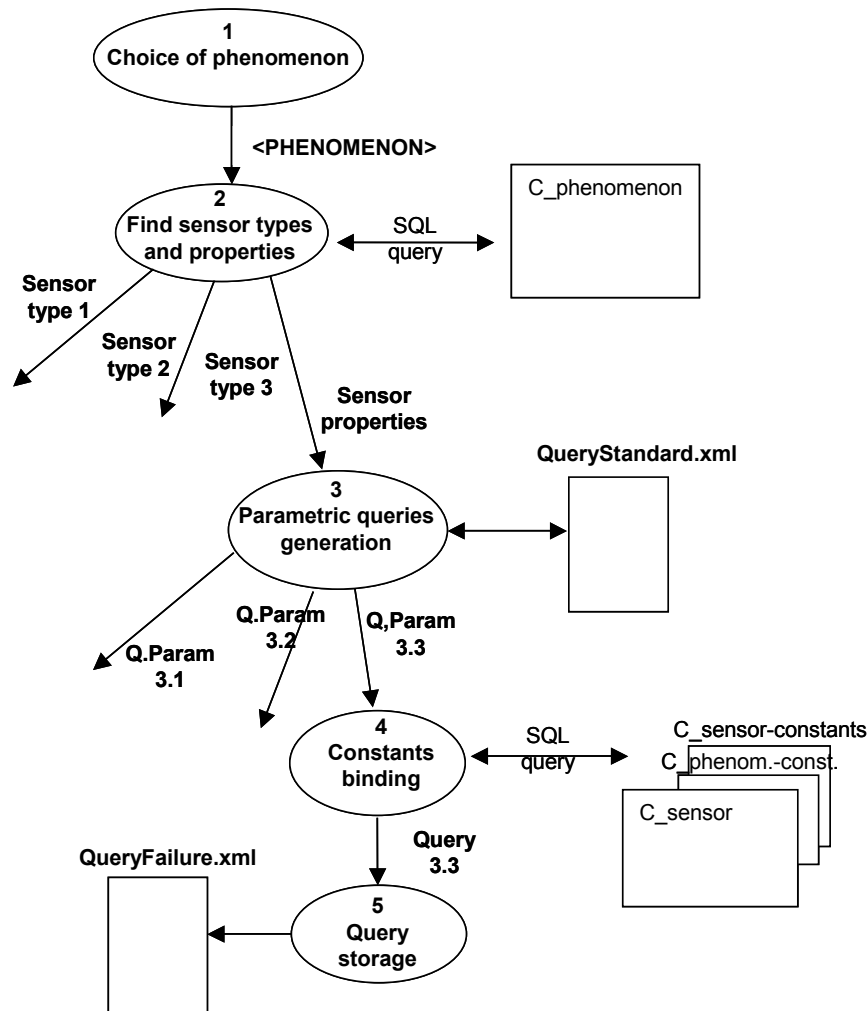 1
Choice of phenomenon
<PHENOMENON>
2
Find sensor types
and properties
SQL
query
C_phenomenon
Sensor
type 1
Sensor
type 2
Sensor
type 3
Sensor
properties
QueryStandard.xml
3
Parametric queries
generation
Q.Param
3.1
Q.Param
3.2
Q,Param
3.3
4
Constants
binding
SQL
query
C_sensor-constants
C_phenom.-const.
C_sensor
Query
3.3
QueryFailure.xml
5
Query
storage